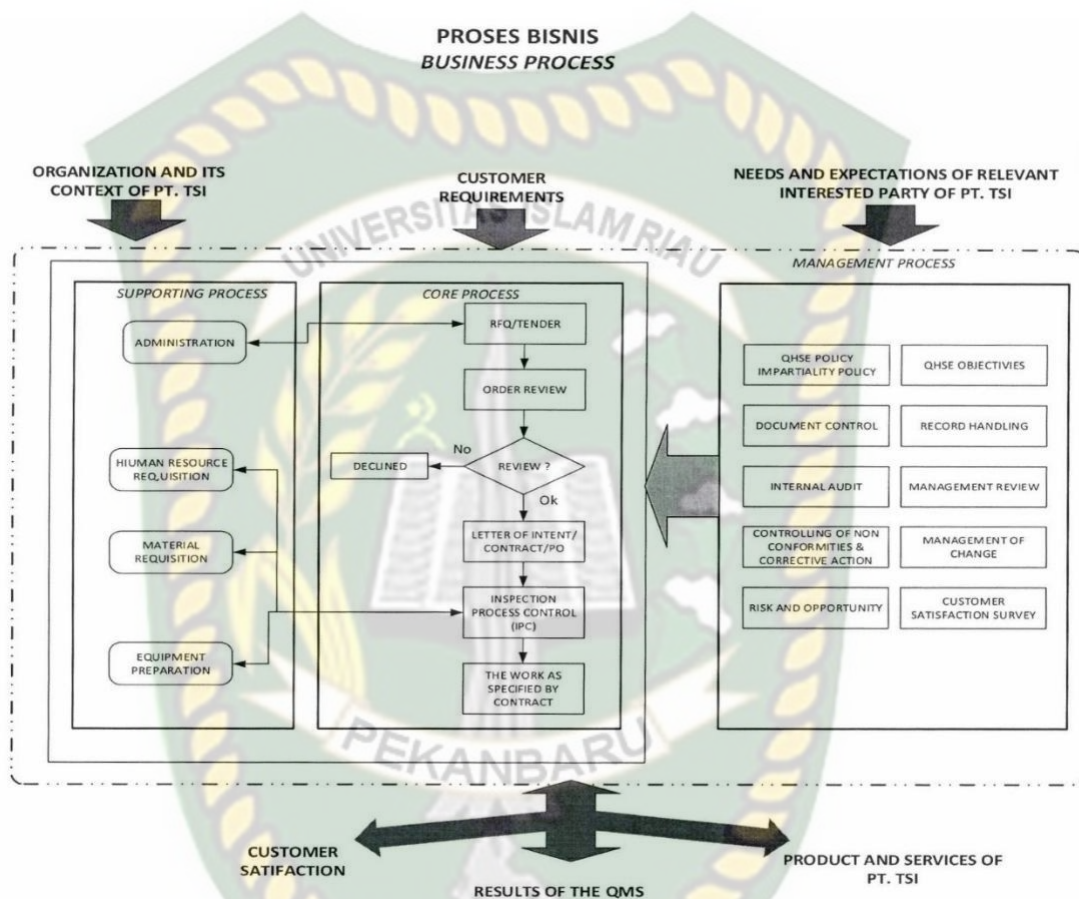 PROSES BISNIS
BUSINESS PROCESS
ORGANIZATION AND ITS
CONTEXT OF PT. TSI
CUSTOMER
REQUIREMENTS
NEEDS AND EXPECTATIONS OF RELEVANT
INTERESTED PARTY OF PT. TSI
UNIVERSITAS ISLAM RIAU
MANAGEMENT PROCESS
SUPPORTING PROCESS
ADMINISTRATION
HIUMAN RESOURCE
REQUISITION
MATERIAL
REQUISITION
EQUIPMENT
PREPARATION
CORE PROCESS
RFQ/TENDER
ORDER REVIEW
REVIEW ?
No
DECLINED
Ok
LETTER OF INTENT/
CONTRACT/PO
INSPECTION
PROCESS CONTROL
(IPC)
THE WORK AS
SPECIFIED BY
CONTRACT
QHSE POLICY
IMPARTIALITY POLICY
QHSE OBJECTIVIES
DOCUMENT CONTROL
RECORD HANDLING
INTERNAL AUDIT
MANAGEMENT REVIEW
CONTROLLING OF NON
CONFORMITIES &
CORRECTIVE ACTION
MANAGEMENT OF
CHANGE
RISK AND OPPORTUNITY
CUSTOMER
SATISFACTION SURVEY
PEKANBARU
CUSTOMER
SATIFACTION
RESULTS OF THE QMS
PRODUCT AND SERVICES OF
PT. TSI